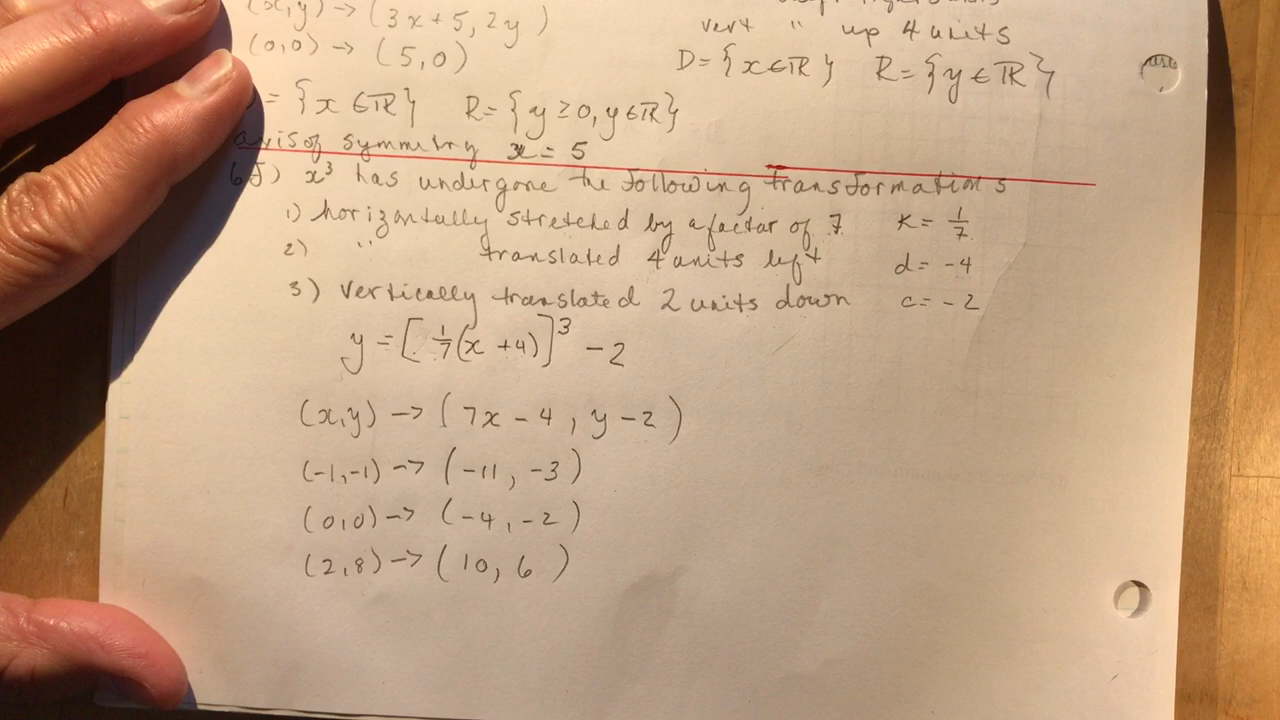 (x,y) → (3x+5, 2y)
(0,0) → (5,0)
= {x ∈ ℝ} R = {y ≥ 0, y ∈ ℝ}
axis of symmetry x = 5
vert " up 4 units
D = {x ∈ ℝ} R = {y ∈ ℝ}
6 f) x³ has undergone the following transformations
1) horizontally stretched by a factor of 7. K = 1/7
2) " translated 4 units left d = -4
3) vertically translated 2 units down c = -2
y = [1/7(x + 4)]³ - 2
(x,y) → (7x - 4, y - 2)
(-1,-1) → (-11, -3)
(0,0) → (-4, -2)
(2,8) → (10, 6)